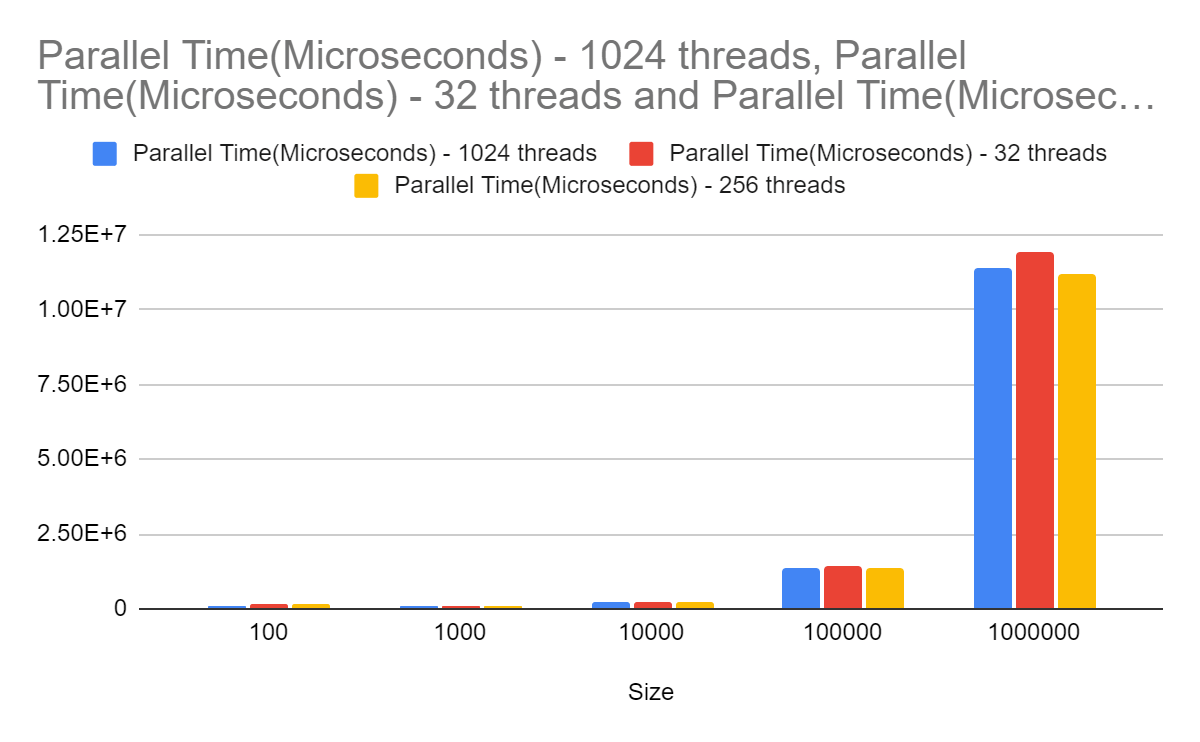 Parallel Time(Microseconds) - 1024 threads, Parallel
Time(Microseconds) - 32 threads and Parallel Time(Microsec…
Parallel Time(Microseconds) - 1024 threads
Parallel Time(Microseconds) - 32 threads
Parallel Time(Microseconds) - 256 threads
1.25E+7
1.00E+7
7.50E+6
5.00E+6
2.50E+6
0
100 1000 10000 100000 1000000
Size